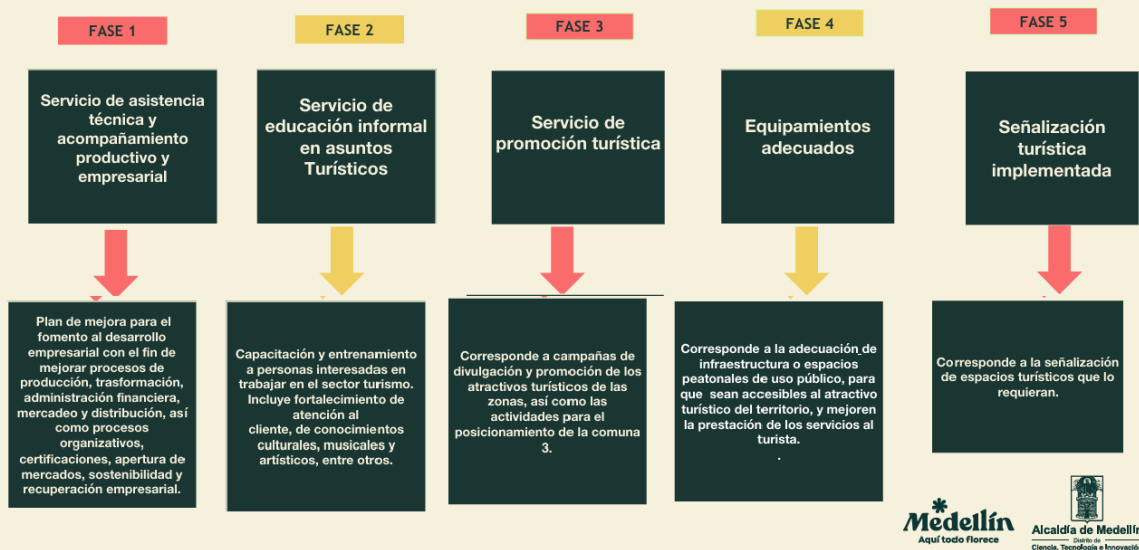 FASE 1
FASE 2
FASE 3
FASE 4
FASE 5
Servicio de asistencia
técnica y
acompañamiento
productivo y
empresarial
Servicio de
educación informal
en asuntos
Turísticos
Servicio de
promoción turística
Equipamientos
adecuados
Señalización
turística
implementada
Plan de mejora para el
fomento al desarrollo
empresarial con el fin de
mejorar procesos de
producción, trasformación,
administración financiera,
mercadeo y distribución, así
como procesos
organizativos,
certificaciones, apertura de
mercados, sostenibilidad y
recuperación empresarial.
Capacitación y entrenamiento
a personas interesadas en
trabajar en el sector turismo.
Incluye fortalecimiento de
atención al
cliente, de conocimientos
culturales, musicales y
artísticos, entre otros.
Corresponde a campañas de
divulgación y promoción de los
atractivos turísticos de las
zonas, así como las
actividades para el
posicionamiento de la comuna
3.
Corresponde a la adecuación de
infraestructura o espacios
peatonales de uso público, para
que sean accesibles al atractivo
turístico del territorio, y mejoren
la prestación de los servicios al
turista.
.
Corresponde a la señalización
de espacios turísticos que lo
requieran.
Medellín
Aquí todo florece
Alcaldía de Medellín
Distrito de
Ciencia, Tecnología e Innovación